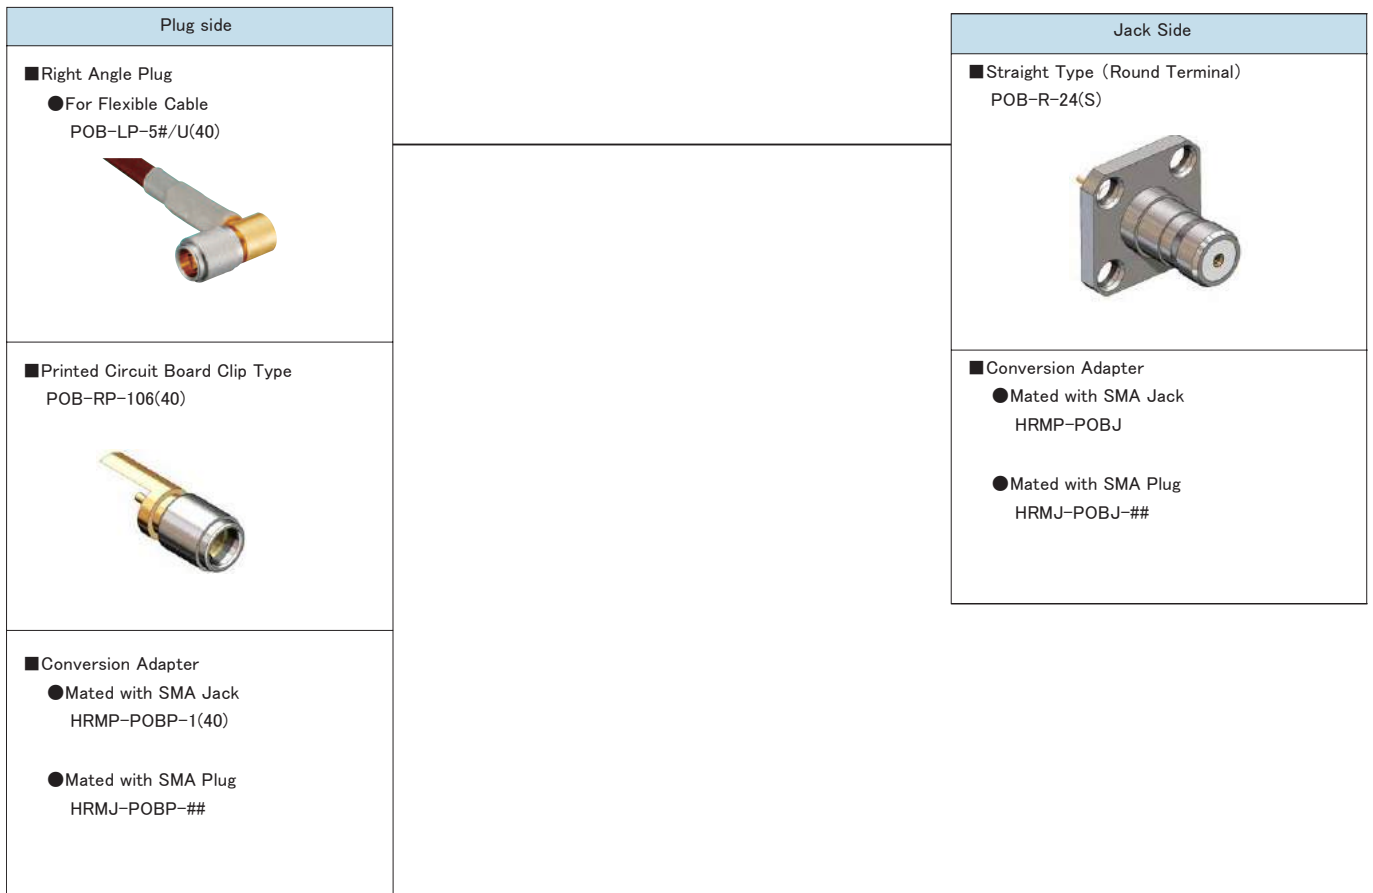 Plug side
■Right Angle Plug
●For Flexible Cable
POB-LP-5#/U(40)
■Printed Circuit Board Clip Type
POB-RP-106(40)
■Conversion Adapter
●Mated with SMA Jack
HRMP-POBP-1(40)
●Mated with SMA Plug
HRMJ-POBP-##
Jack Side
■Straight Type (Round Terminal)
POB-R-24(S)
■Conversion Adapter
●Mated with SMA Jack
HRMP-POBJ
●Mated with SMA Plug
HRMJ-POBJ-##